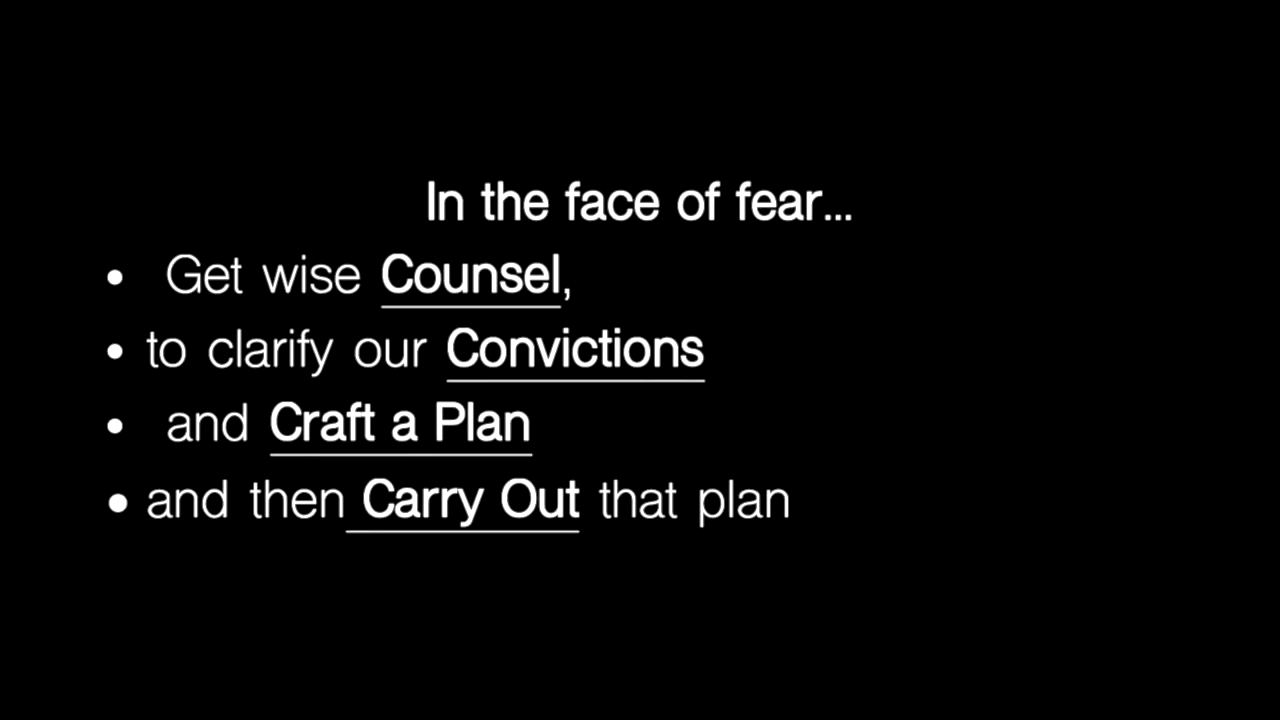 In the face of fear...
• Get wise Counsel,
• to clarify our Convictions
• and Craft a Plan
• and then Carry Out that plan